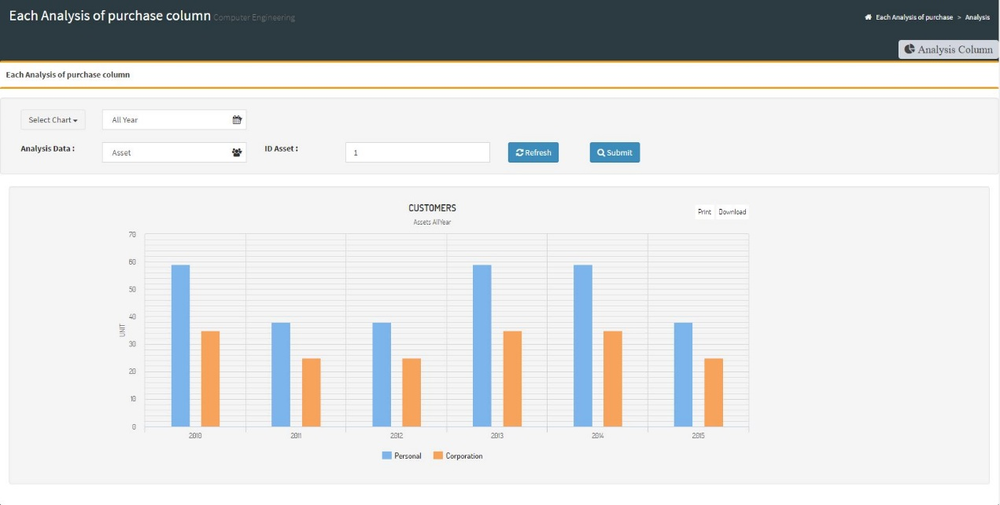 Each Analysis of purchase column Computer Engineering
Each Analysis of purchase > Analysis
Analysis Column
Each Analysis of purchase column
Select Chart
All Year
Analysis Data :
Asset
ID Asset :
1
Refresh
Submit
CUSTOMERS
Assets AllYear
Print
Download
70
60
50
40
30
20
10
0
UNIT
2010
2011
2012
2013
2014
2015
Personal
Corporation